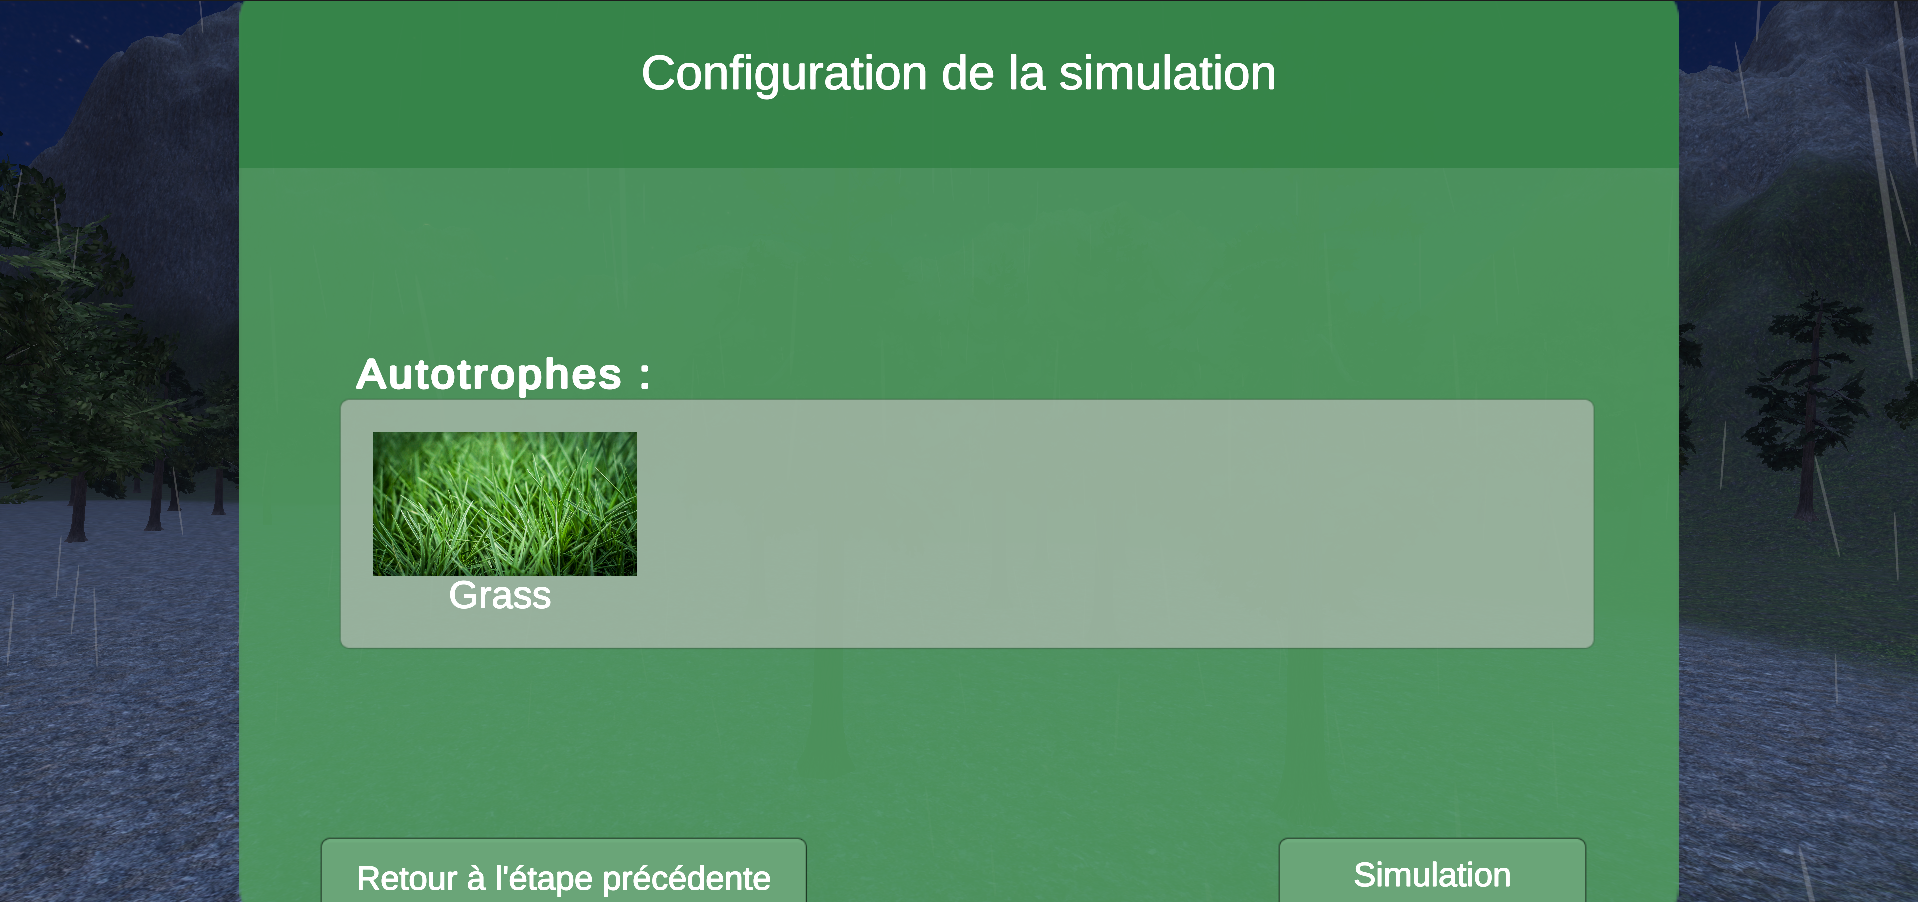 Configuration de la simulation
Autotrophes :
Grass
Retour à l'étape précédente
Simulation